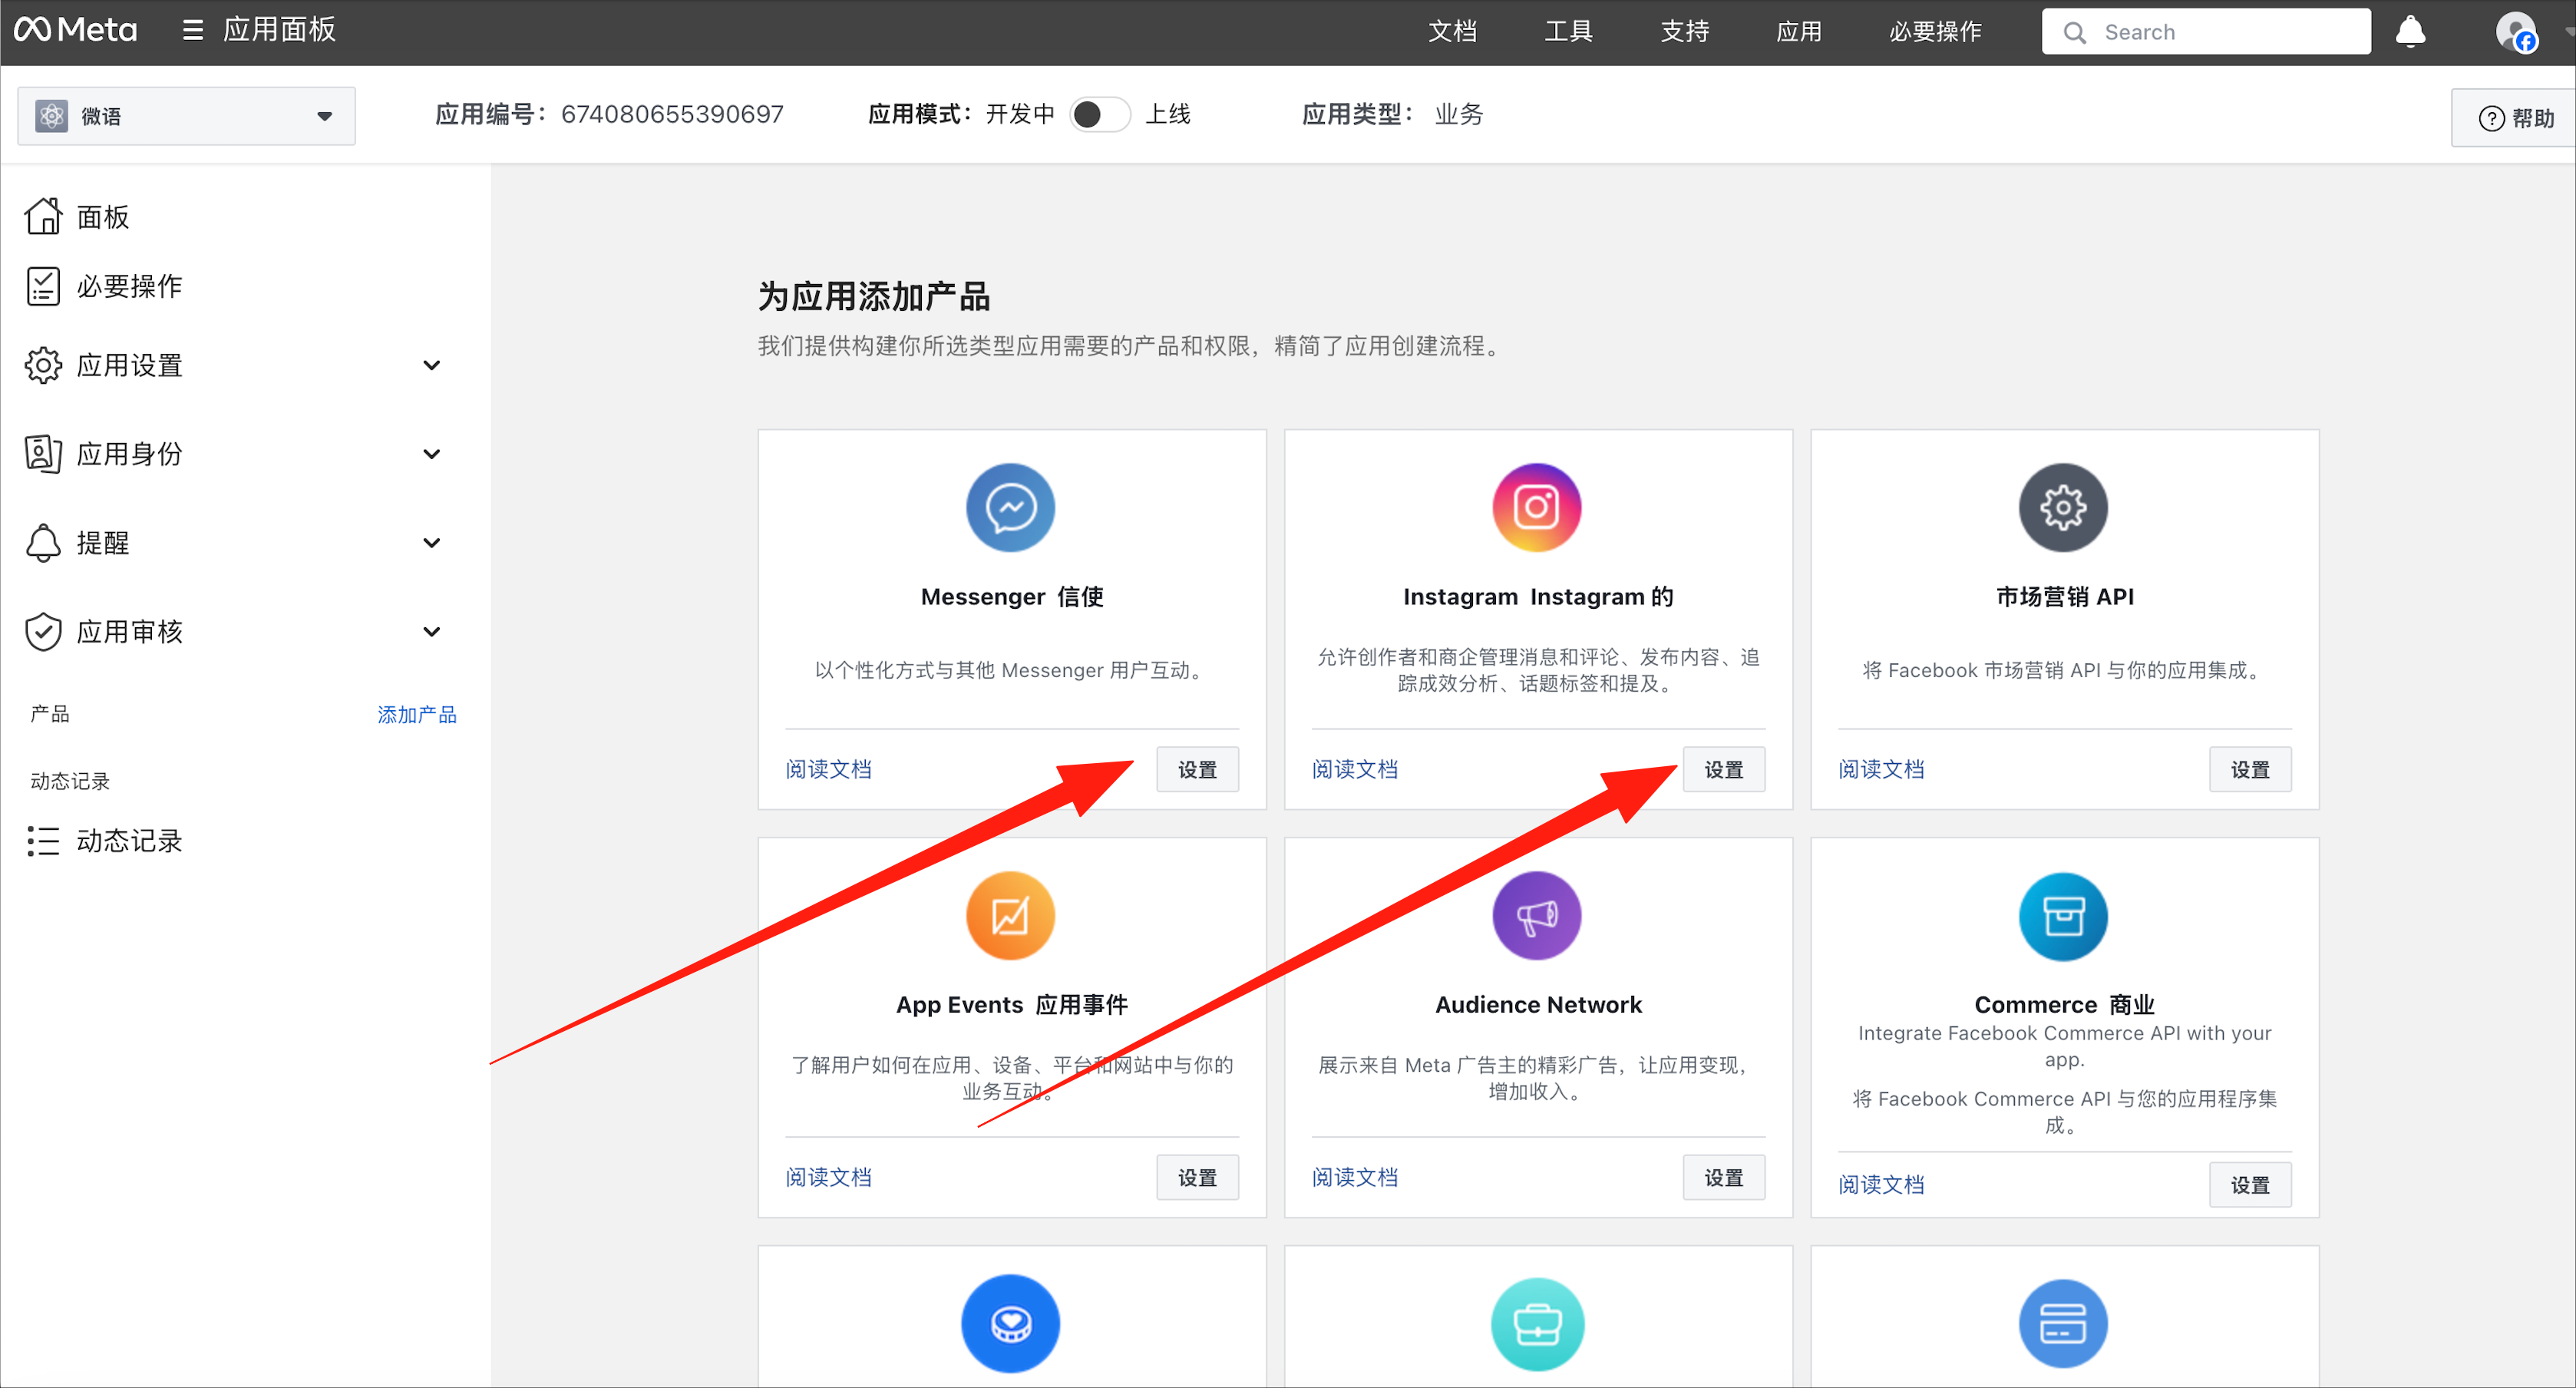 Meta
应用面板
文档
工具
支持
应用
必要操作
Search
微语
应用编号： 674080655390697
应用模式： 开发中 上线
应用类型： 业务
帮助
面板
必要操作
应用设置
应用身份
提醒
应用审核
产品
添加产品
动态记录
动态记录
为应用添加产品
我们提供构建你所选类型应用需要的产品和权限，精简了应用创建流程。
Messenger 信使
以个性化方式与其他 Messenger 用户互动。
阅读文档
设置
Instagram Instagram 的
允许创作者和商企管理消息和评论、发布内容、追
踪成效分析、话题标签和提及。
阅读文档
设置
市场营销 API
将 Facebook 市场营销 API 与你的应用集成。
阅读文档
设置
App Events 应用事件
了解用户如何在应用、设备、平台和网站中与你的
业务互动。
阅读文档
设置
Audience Network
展示来自 Meta 广告主的精彩广告，让应用变现，
增加收入。
阅读文档
设置
Commerce 商业
Integrate Facebook Commerce API with your
app.
将 Facebook Commerce API 与您的应用程序集
成。
阅读文档
设置